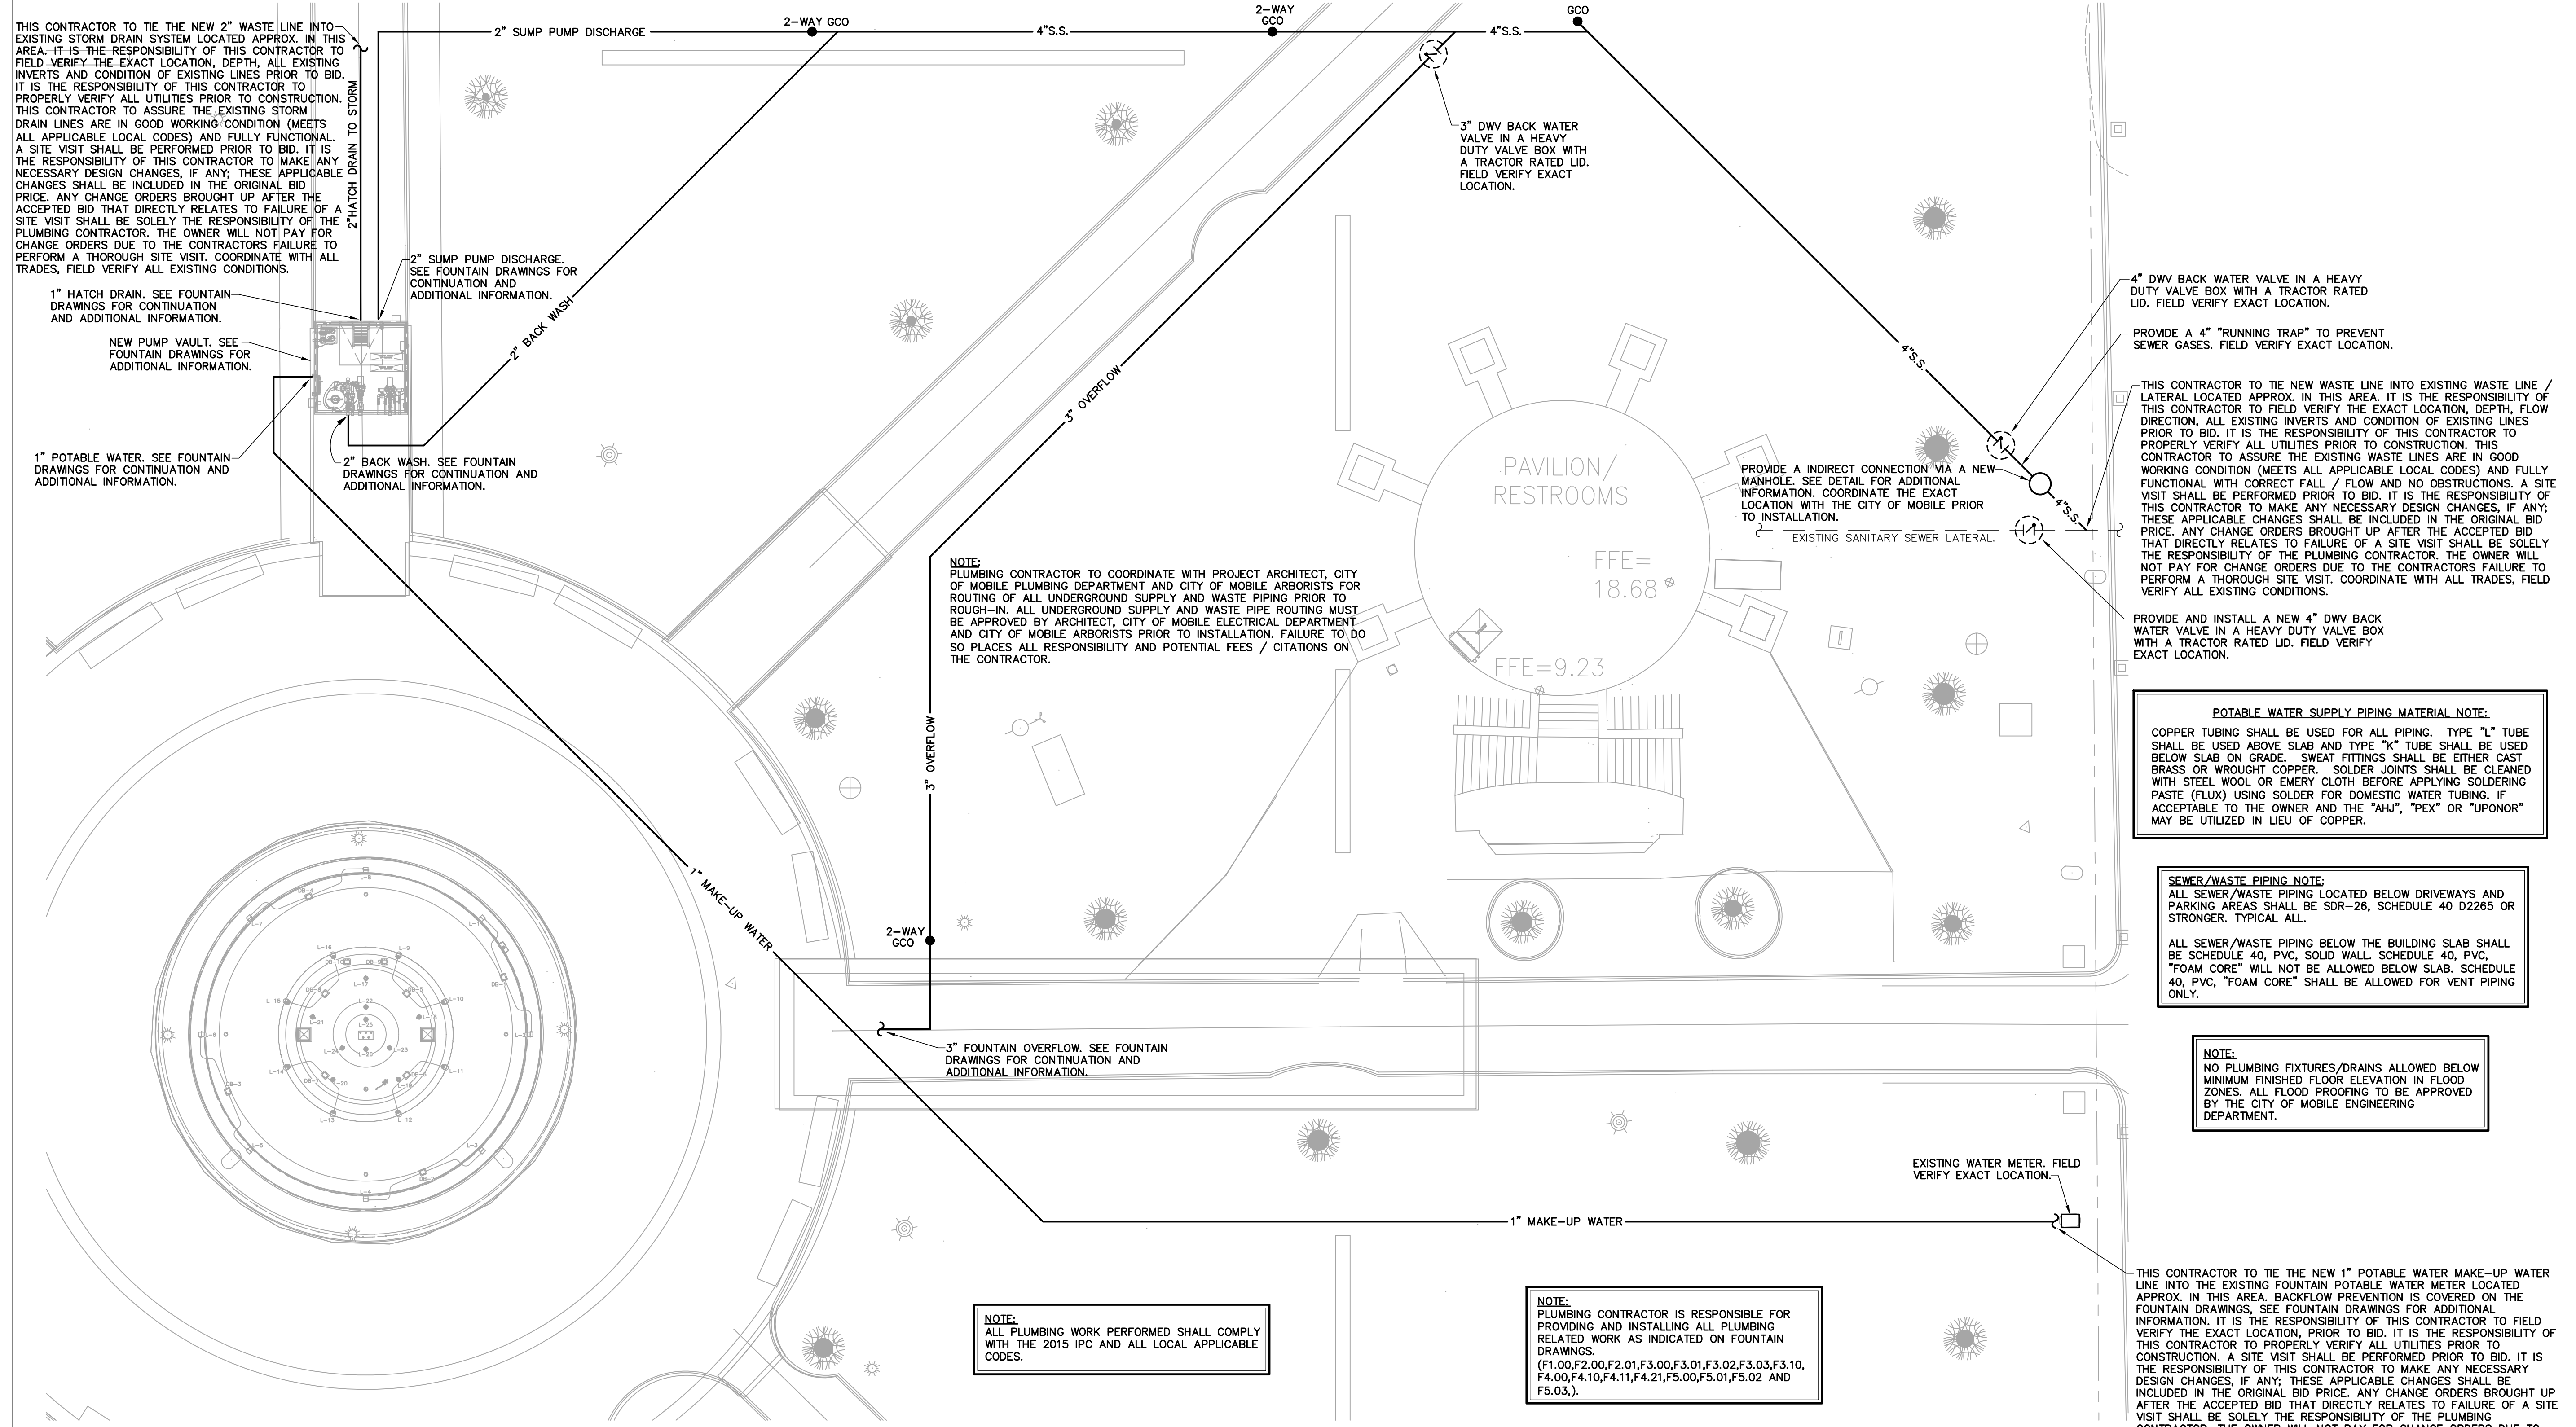 THIS CONTRACTOR TO TIE THE NEW 2" WASTE LINE INTO
EXISTING STORM DRAIN SYSTEM LOCATED APPROX. IN THIS
AREA. IT IS THE RESPONSIBILITY OF THIS CONTRACTOR TO
FIELD VERIFY THE EXACT LOCATION, DEPTH, ALL EXISTING
INVERTS AND CONDITION OF EXISTING LINES PRIOR TO BID.
IT IS THE RESPONSIBILITY OF THIS CONTRACTOR TO
PROPERLY VERIFY ALL UTILITIES PRIOR TO CONSTRUCTION.
THIS CONTRACTOR TO ASSURE THE EXISTING STORM
DRAIN LINES ARE IN GOOD WORKING CONDITION (MEETS
ALL APPLICABLE LOCAL CODES) AND FULLY FUNCTIONAL.
A SITE VISIT SHALL BE PERFORMED PRIOR TO BID. IT IS
THE RESPONSIBILITY OF THIS CONTRACTOR TO MAKE ANY
NECESSARY DESIGN CHANGES, IF ANY; THESE APPLICABLE
CHANGES SHALL BE INCLUDED IN THE ORIGINAL BID
PRICE. ANY CHANGE ORDERS BROUGHT UP AFTER THE
ACCEPTED BID THAT DIRECTLY RELATES TO FAILURE OF A
SITE VISIT SHALL BE SOLELY THE RESPONSIBILITY OF THE
PLUMBING CONTRACTOR. THE OWNER WILL NOT PAY FOR
CHANGE ORDERS DUE TO THE CONTRACTORS FAILURE TO
PERFORM A THOROUGH SITE VISIT. COORDINATE WITH ALL
TRADES, FIELD VERIFY ALL EXISTING CONDITIONS.
2"HATCH DRAIN TO STORM
2" SUMP PUMP DISCHARGE
2-WAY GCO
4"S.S.
2-WAY
GCO
4"S.S.
GCO
3" DWV BACK WATER
VALVE IN A HEAVY
DUTY VALVE BOX WITH
A TRACTOR RATED LID.
FIELD VERIFY EXACT
LOCATION.
2" SUMP PUMP DISCHARGE.
SEE FOUNTAIN DRAWINGS FOR
CONTINUATION AND
ADDITIONAL INFORMATION.
1" HATCH DRAIN. SEE FOUNTAIN
DRAWINGS FOR CONTINUATION
AND ADDITIONAL INFORMATION.
NEW PUMP VAULT. SEE
FOUNTAIN DRAWINGS FOR
ADDITIONAL INFORMATION.
2" BACK WASH
1" POTABLE WATER. SEE FOUNTAIN
DRAWINGS FOR CONTINUATION AND
ADDITIONAL INFORMATION.
2" BACK WASH. SEE FOUNTAIN
DRAWINGS FOR CONTINUATION AND
ADDITIONAL INFORMATION.
3" OVERFLOW
4"S.S.
4" DWV BACK WATER VALVE IN A HEAVY
DUTY VALVE BOX WITH A TRACTOR RATED
LID. FIELD VERIFY EXACT LOCATION.
PROVIDE A 4" "RUNNING TRAP" TO PREVENT
SEWER GASES. FIELD VERIFY EXACT LOCATION.
THIS CONTRACTOR TO TIE NEW WASTE LINE INTO EXISTING WASTE LINE /
LATERAL LOCATED APPROX. IN THIS AREA. IT IS THE RESPONSIBILITY OF
THIS CONTRACTOR TO FIELD VERIFY THE EXACT LOCATION, DEPTH, FLOW
DIRECTION, ALL EXISTING INVERTS AND CONDITION OF EXISTING LINES
PRIOR TO BID. IT IS THE RESPONSIBILITY OF THIS CONTRACTOR TO
PROPERLY VERIFY ALL UTILITIES PRIOR TO CONSTRUCTION. THIS
CONTRACTOR TO ASSURE THE EXISTING WASTE LINES ARE IN GOOD
WORKING CONDITION (MEETS ALL APPLICABLE LOCAL CODES) AND FULLY
FUNCTIONAL WITH CORRECT FALL / FLOW AND NO OBSTRUCTIONS. A SITE
VISIT SHALL BE PERFORMED PRIOR TO BID. IT IS THE RESPONSIBILITY OF
THIS CONTRACTOR TO MAKE ANY NECESSARY DESIGN CHANGES, IF ANY;
THESE APPLICABLE CHANGES SHALL BE INCLUDED IN THE ORIGINAL BID
PRICE. ANY CHANGE ORDERS BROUGHT UP AFTER THE ACCEPTED BID
THAT DIRECTLY RELATES TO FAILURE OF A SITE VISIT SHALL BE SOLELY
THE RESPONSIBILITY OF THE PLUMBING CONTRACTOR. THE OWNER WILL
NOT PAY FOR CHANGE ORDERS DUE TO THE CONTRACTORS FAILURE TO
PERFORM A THOROUGH SITE VISIT. COORDINATE WITH ALL TRADES, FIELD
VERIFY ALL EXISTING CONDITIONS.
PROVIDE A INDIRECT CONNECTION VIA A NEW
MANHOLE. SEE DETAIL FOR ADDITIONAL
INFORMATION. COORDINATE THE EXACT
LOCATION WITH THE CITY OF MOBILE PRIOR
TO INSTALLATION.
4"S.S.
EXISTING SANITARY SEWER LATERAL.
PAVILION/
RESTROOMS
FFE=
18.68
FFE=9.23
NOTE:
PLUMBING CONTRACTOR TO COORDINATE WITH PROJECT ARCHITECT, CITY
OF MOBILE PLUMBING DEPARTMENT AND CITY OF MOBILE ARBORISTS FOR
ROUTING OF ALL UNDERGROUND SUPPLY AND WASTE PIPING PRIOR TO
ROUGH-IN. ALL UNDERGROUND SUPPLY AND WASTE PIPE ROUTING MUST
BE APPROVED BY ARCHITECT, CITY OF MOBILE ELECTRICAL DEPARTMENT
AND CITY OF MOBILE ARBORISTS PRIOR TO INSTALLATION. FAILURE TO DO
SO PLACES ALL RESPONSIBILITY AND POTENTIAL FEES / CITATIONS ON
THE CONTRACTOR.
PROVIDE AND INSTALL A NEW 4" DWV BACK
WATER VALVE IN A HEAVY DUTY VALVE BOX
WITH A TRACTOR RATED LID. FIELD VERIFY
EXACT LOCATION.
POTABLE WATER SUPPLY PIPING MATERIAL NOTE:
COPPER TUBING SHALL BE USED FOR ALL PIPING. TYPE "L" TUBE
SHALL BE USED ABOVE SLAB AND TYPE "K" TUBE SHALL BE USED
BELOW SLAB ON GRADE. SWEAT FITTINGS SHALL BE EITHER CAST
BRASS OR WROUGHT COPPER. SOLDER JOINTS SHALL BE CLEANED
WITH STEEL WOOL OR EMERY CLOTH BEFORE APPLYING SOLDERING
PASTE (FLUX) USING SOLDER FOR DOMESTIC WATER TUBING. IF
ACCEPTABLE TO THE OWNER AND THE "AHJ", "PEX" OR "UPONOR"
MAY BE UTILIZED IN LIEU OF COPPER.
3" OVERFLOW
1" MAKE-UP WATER
2-WAY
GCO
SEWER/WASTE PIPING NOTE:
ALL SEWER/WASTE PIPING LOCATED BELOW DRIVEWAYS AND
PARKING AREAS SHALL BE SDR-26, SCHEDULE 40 D2265 OR
STRONGER. TYPICAL ALL.
ALL SEWER/WASTE PIPING BELOW THE BUILDING SLAB SHALL
BE SCHEDULE 40, PVC, SOLID WALL. SCHEDULE 40, PVC,
"FOAM CORE" WILL NOT BE ALLOWED BELOW SLAB. SCHEDULE
40, PVC, "FOAM CORE" SHALL BE ALLOWED FOR VENT PIPING
ONLY.
3" FOUNTAIN OVERFLOW. SEE FOUNTAIN
DRAWINGS FOR CONTINUATION AND
ADDITIONAL INFORMATION.
NOTE:
NO PLUMBING FIXTURES/DRAINS ALLOWED BELOW
MINIMUM FINISHED FLOOR ELEVATION IN FLOOD
ZONES. ALL FLOOD PROOFING TO BE APPROVED
BY THE CITY OF MOBILE ENGINEERING
DEPARTMENT.
L-8
DB-4
L-7
L-16
L-9
L-17
L-15
L-10
L-22
L-21
L-25
L-24
L-23
L-14
L-11
DB-3
L-20
L-13
L-12
L-5
L-3
L-4
EXISTING WATER METER. FIELD
VERIFY EXACT LOCATION.
1" MAKE-UP WATER
NOTE:
ALL PLUMBING WORK PERFORMED SHALL COMPLY
WITH THE 2015 IPC AND ALL LOCAL APPLICABLE
CODES.
NOTE:
PLUMBING CONTRACTOR IS RESPONSIBLE FOR
PROVIDING AND INSTALLING ALL PLUMBING
RELATED WORK AS INDICATED ON FOUNTAIN
DRAWINGS.
(F1.00,F2.00,F2.01,F3.00,F3.01,F3.02,F3.03,F3.10,
F4.00,F4.10,F4.11,F4.21,F5.00,F5.01,F5.02 AND
F5.03,).
THIS CONTRACTOR TO TIE THE NEW 1" POTABLE WATER MAKE-UP WATER
LINE INTO THE EXISTING FOUNTAIN POTABLE WATER METER LOCATED
APPROX. IN THIS AREA. BACKFLOW PREVENTION IS COVERED ON THE
FOUNTAIN DRAWINGS, SEE FOUNTAIN DRAWINGS FOR ADDITIONAL
INFORMATION. IT IS THE RESPONSIBILITY OF THIS CONTRACTOR TO FIELD
VERIFY THE EXACT LOCATION, PRIOR TO BID. IT IS THE RESPONSIBILITY OF
THIS CONTRACTOR TO PROPERLY VERIFY ALL UTILITIES PRIOR TO
CONSTRUCTION. A SITE VISIT SHALL BE PERFORMED PRIOR TO BID. IT IS
THE RESPONSIBILITY OF THIS CONTRACTOR TO MAKE ANY NECESSARY
DESIGN CHANGES, IF ANY; THESE APPLICABLE CHANGES SHALL BE
INCLUDED IN THE ORIGINAL BID PRICE. ANY CHANGE ORDERS BROUGHT UP
AFTER THE ACCEPTED BID THAT DIRECTLY RELATES TO FAILURE OF A SITE
VISIT SHALL BE SOLELY THE RESPONSIBILITY OF THE PLUMBING
CONTRACTOR. THE OWNER WILL NOT PAY FOR CHANGE ORDERS DUE TO